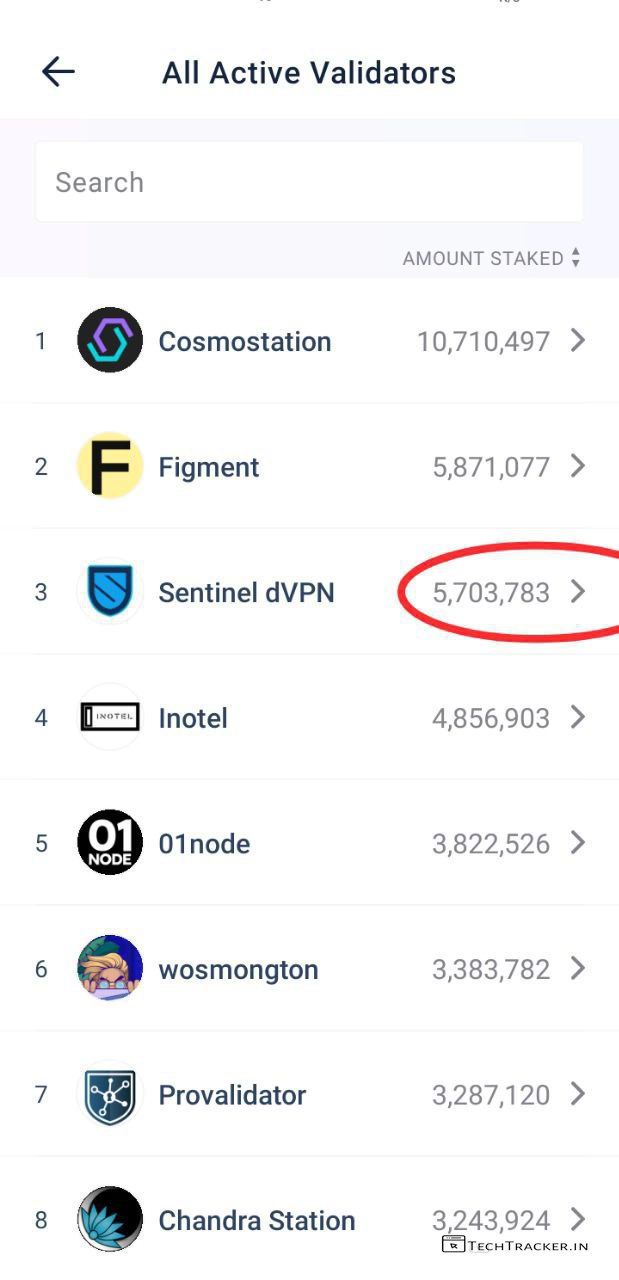 All Active Validators
Search
AMOUNT STAKED
1 Cosmostation 10,710,497
F
2 Figment 5,871,077
3 Sentinel dVPN 5,703,783
INOTEL
4 Inotel 4,856,903
01
NODE
5 01node 3,822,526
6 wosmongton 3,383,782
7 Provalidator 3,287,120
8 Chandra Station 3,243,924
TECHTRACKER.IN